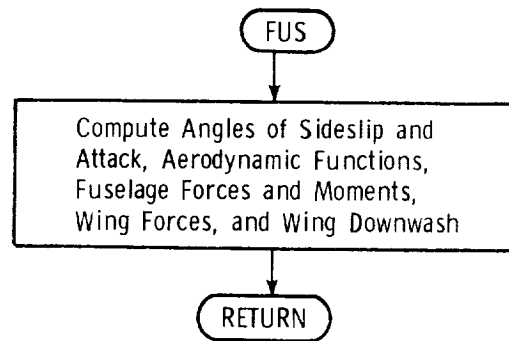 FUS
Compute Angles of Sideslip and
Attack, Aerodynamic Functions,
Fuselage Forces and Moments,
Wing Forces, and Wing Downwash
RETURN